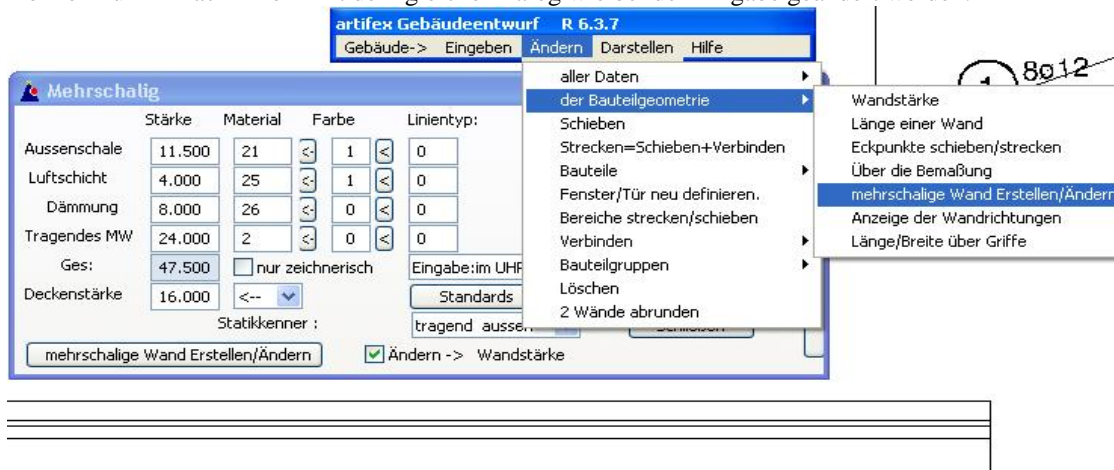 artifex Gebäudeentwurf R 6.3.7
Gebäude-> Eingeben Ändern Darstellen Hilfe
aller Daten
der Bauteilgeometrie
Schieben
Strecken=Schieben+Verbinden
Bauteile
Fenster/Tür neu definieren.
Bereiche strecken/schieben
Verbinden
Bauteilgruppen
Löschen
2 Wände abrunden
Wandstärke
Länge einer Wand
Eckpunkte schieben/strecken
Über die Bemaßung
mehrschalige Wand Erstellen/Ändern
Anzeige der Wandrichtungen
Länge/Breite über Griffe
1 8ø12
Mehrschalig
Stärke Material Farbe Linientyp:
Aussenschale 11.500 21 <- 1 < 0
Luftschicht 4.000 25 <- 1 < 0
Dämmung 8.000 26 <- 0 < 0
Tragendes MW 24.000 2 <- 0 < 0
Ges: 47.500 nur zeichnerisch Eingabe:im UHR
Deckenstärke 16.000 <-- Standards
Statikkenner : tragend aussen
mehrschalige Wand Erstellen/Ändern Ändern -> Wandstärke